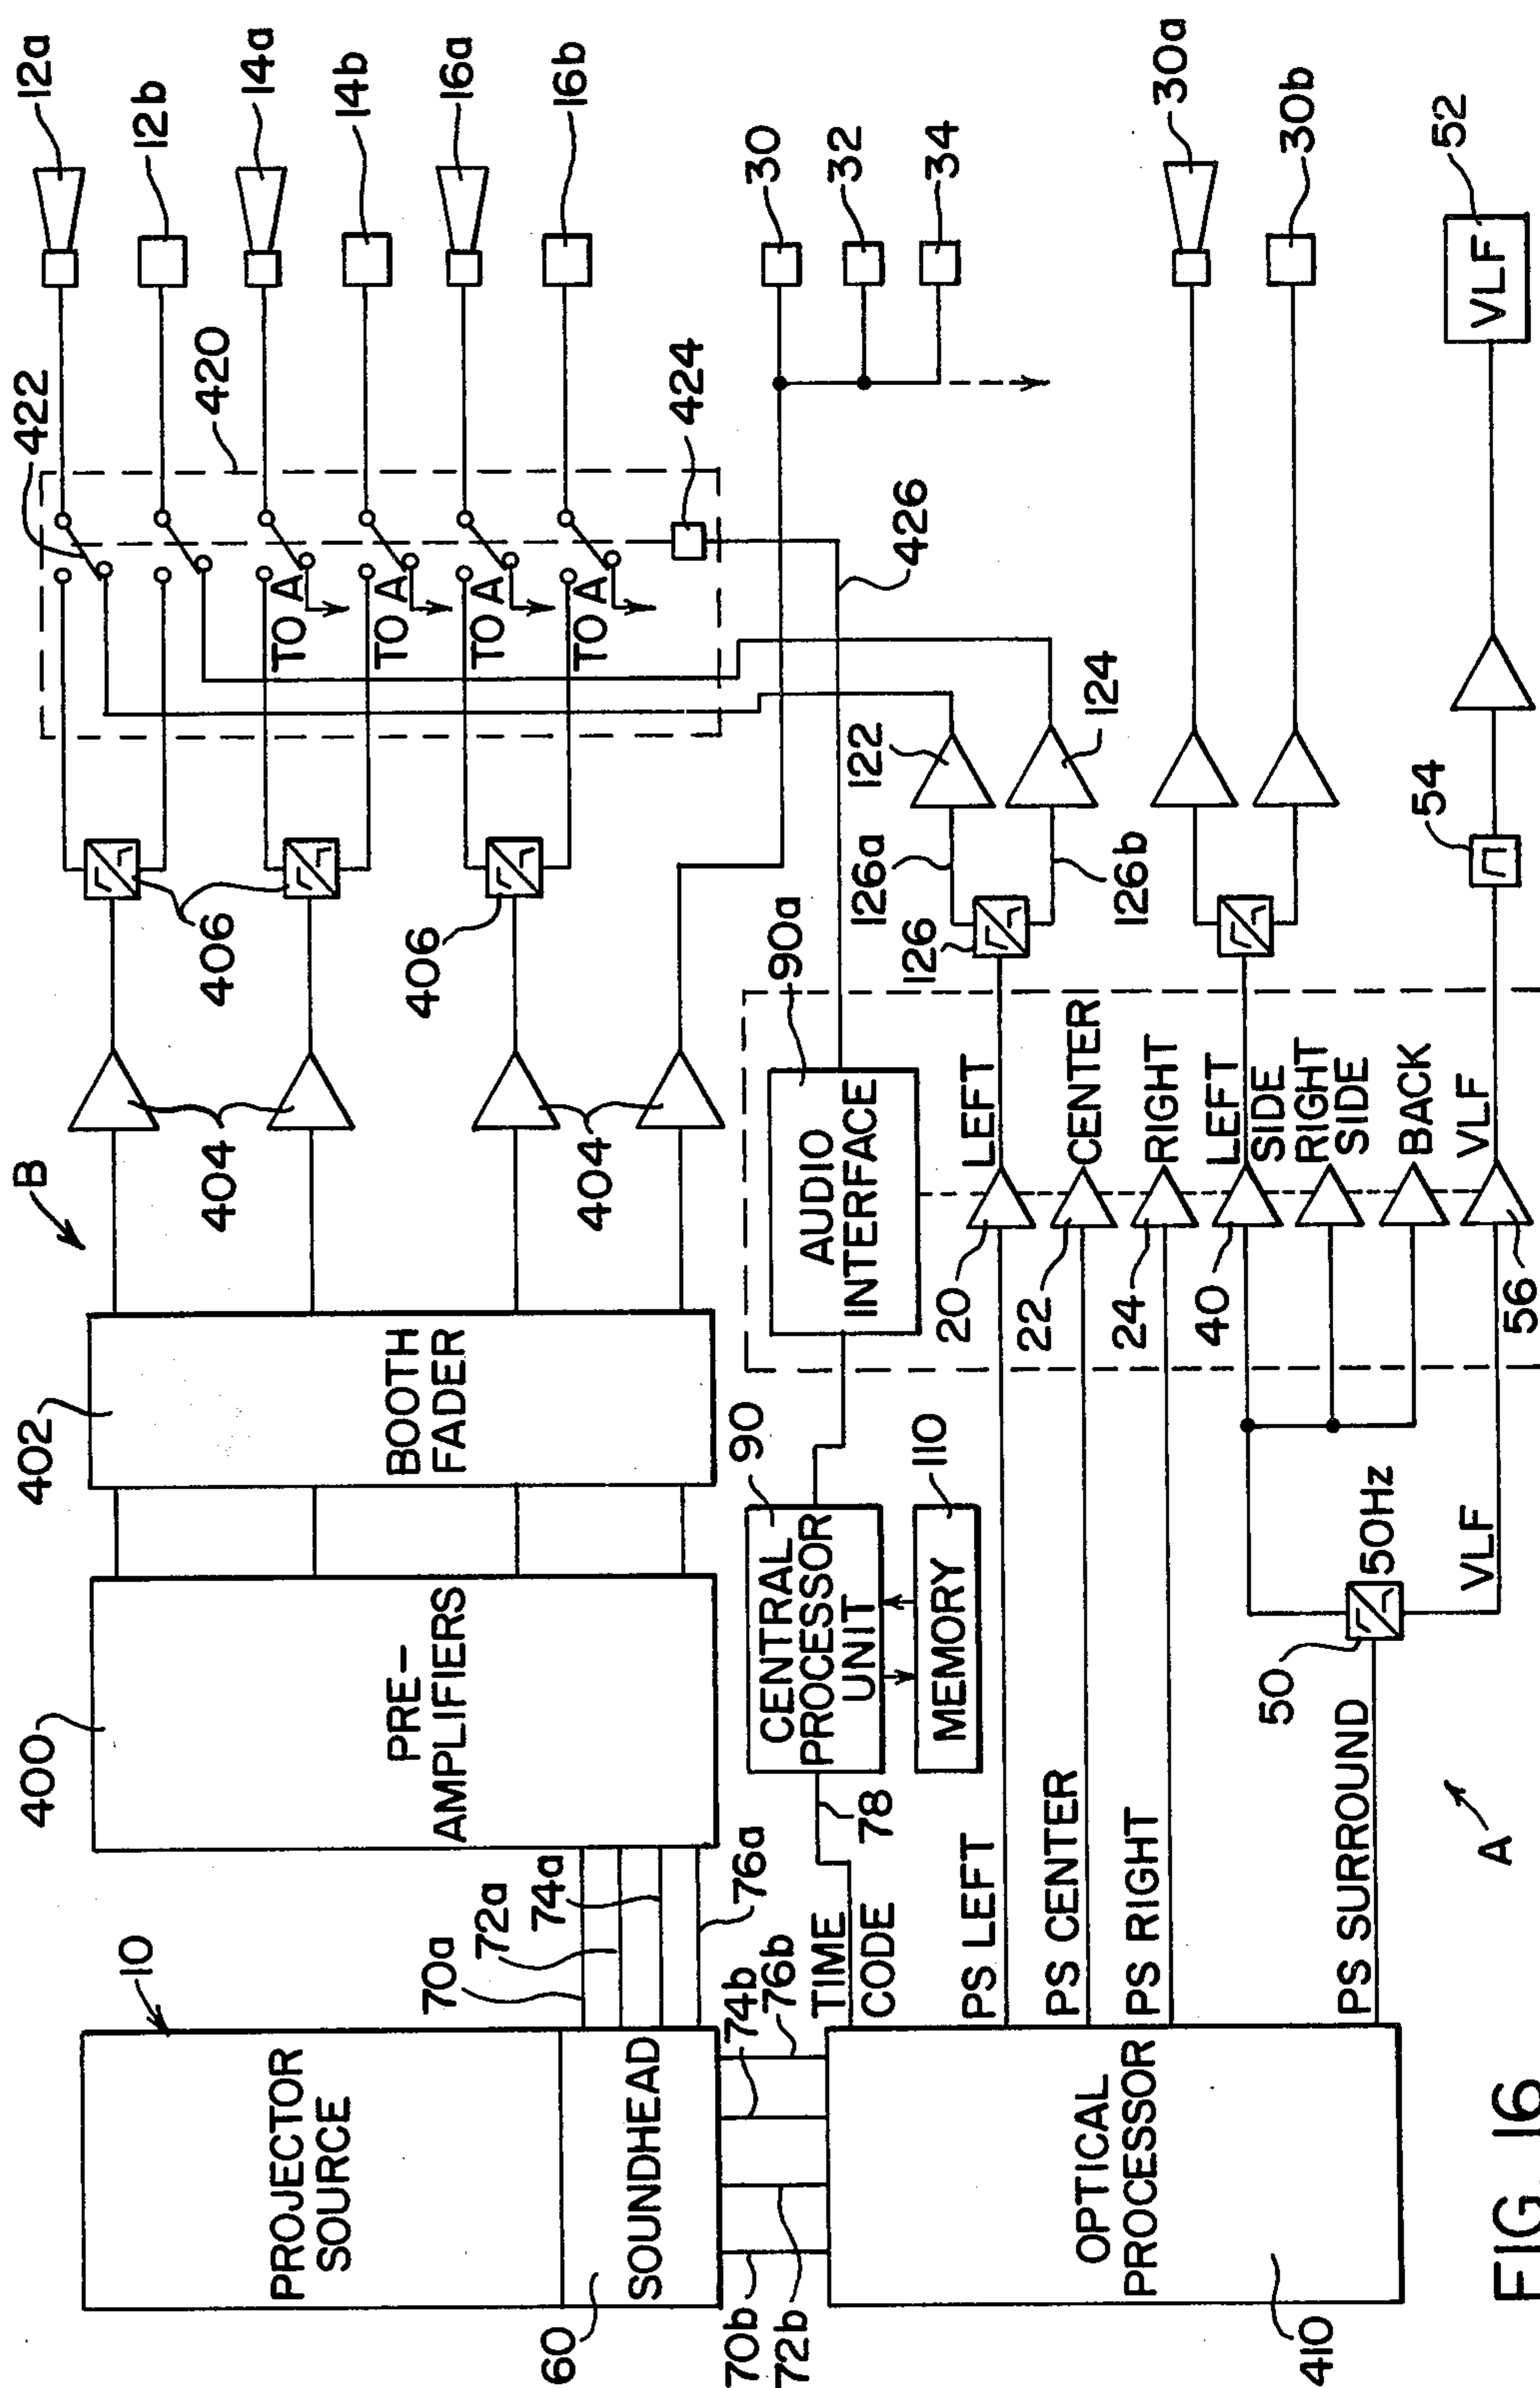 B
A
10
PROJECTOR
SOURCE
60
SOUNDHEAD
70a
72a
74a
76a
70b
72b
74b
76b
400
PRE-
AMPLIFIERS
402
BOOTH
FADER
404
404
406
406
422
420
424
426
TO A
TO A
TO A
TO A
12a
12b
14a
14b
16a
16b
30
32
34
410
OPTICAL
PROCESSOR
TIME
CODE
78
90
CENTRAL
PROCESSOR
UNIT
110
MEMORY
90a
AUDIO
INTERFACE
PS LEFT
PS CENTER
PS RIGHT
PS SURROUND
50
50Hz
VLF
20
22
24
40
56
LEFT
CENTER
RIGHT
LEFT
SIDE
RIGHT
SIDE
BACK
VLF
126
126a
126b
122
124
54
30a
30b
52
VLF
FIG. 16